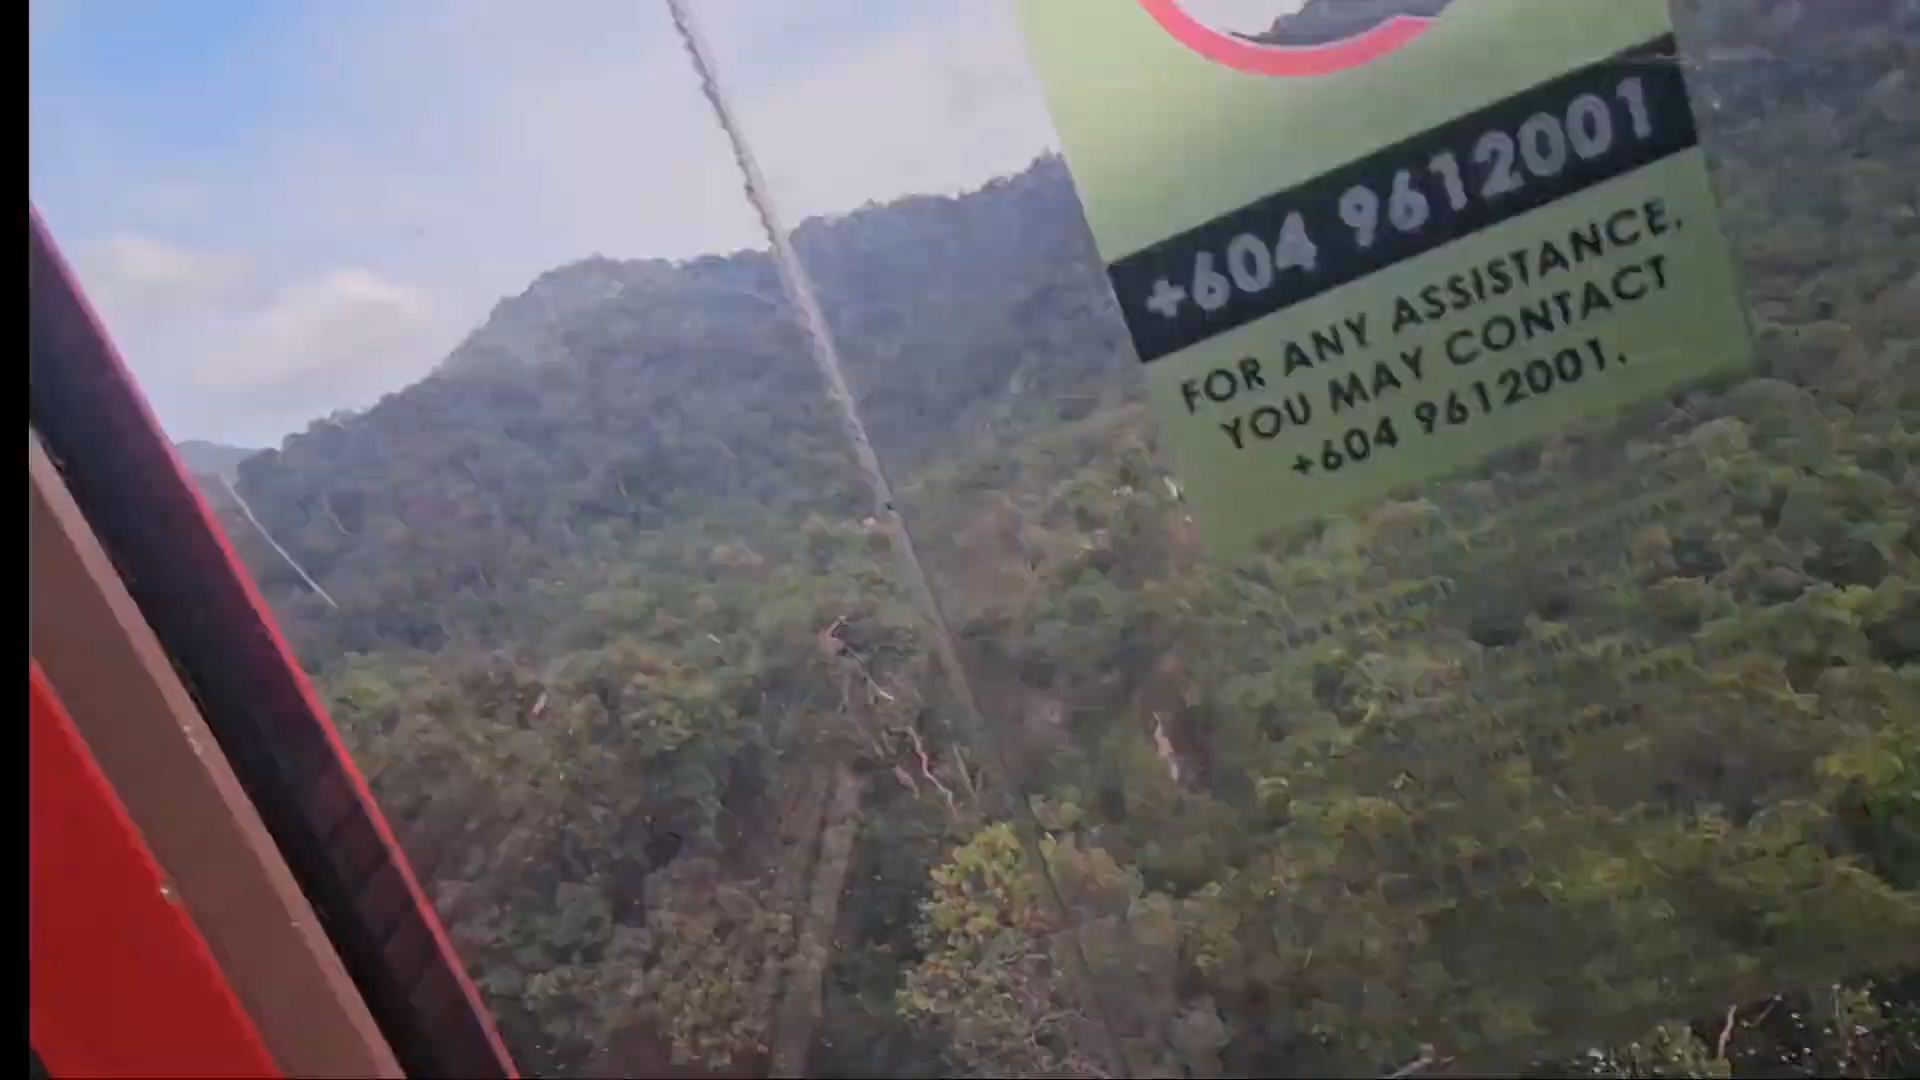 +604 9612001
FOR ANY ASSISTANCE,
YOU MAY CONTACT
+604 9612001.